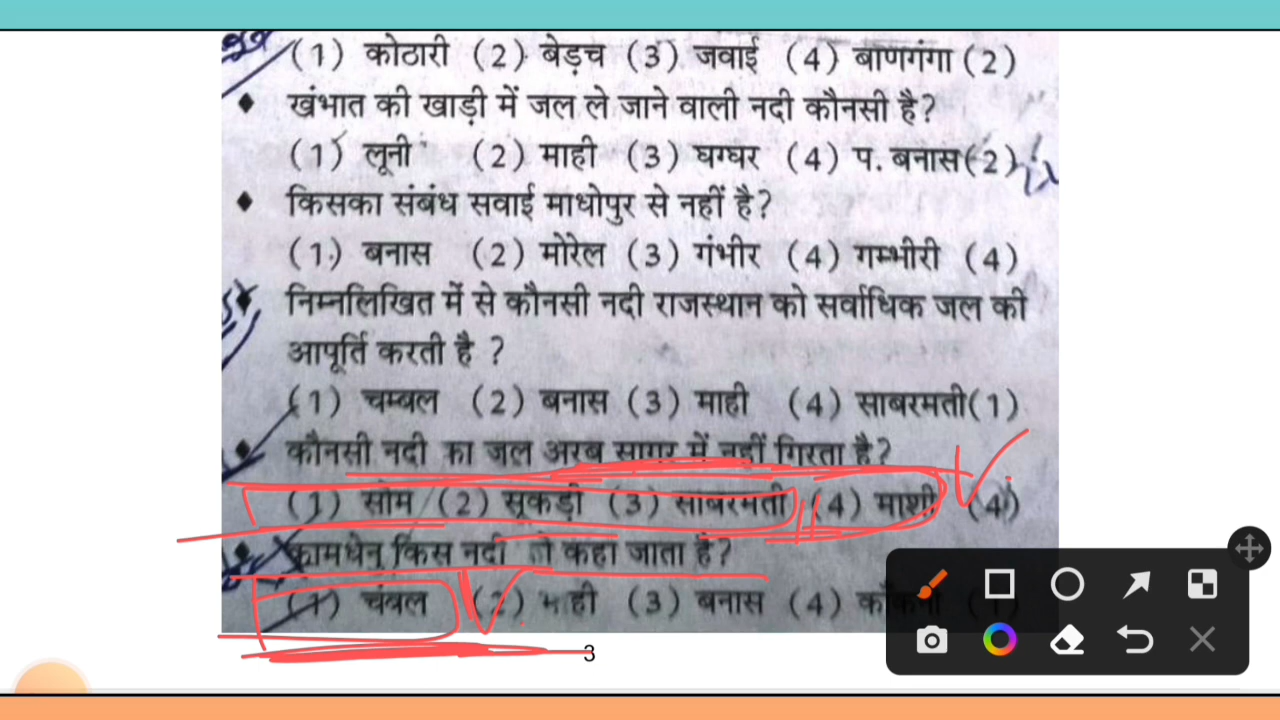 (1) कोठारी (2) बेड़च (3) जवाई (4) बाणगंगा (2)
♦ खंभात की खाड़ी में जल ले जाने वाली नदी कौनसी है?
(1) लूनी (2) माही (3) घग्घर (4) प. बनास(2)
♦ किसका संबंध सवाई माधोपुर से नहीं है?
(1) बनास (2) मोरेल (3) गंभीर (4) गम्भीरी (4)
♦ निम्नलिखित में से कौनसी नदी राजस्थान को सर्वाधिक जल की
आपूर्ति करती है ?
(1) चम्बल (2) बनास (3) माही (4) साबरमती(1)
♦ कौनसी नदी का जल अरब सागर में नहीं गिरता है?
(1) सोम (2) सूकड़ी (3) साबरमती (4) माशी (4)
♦ कामधेनु किस नदी को कहा जाता है?
(1) चंबल (2) माही (3) बनास (4) (1)
3